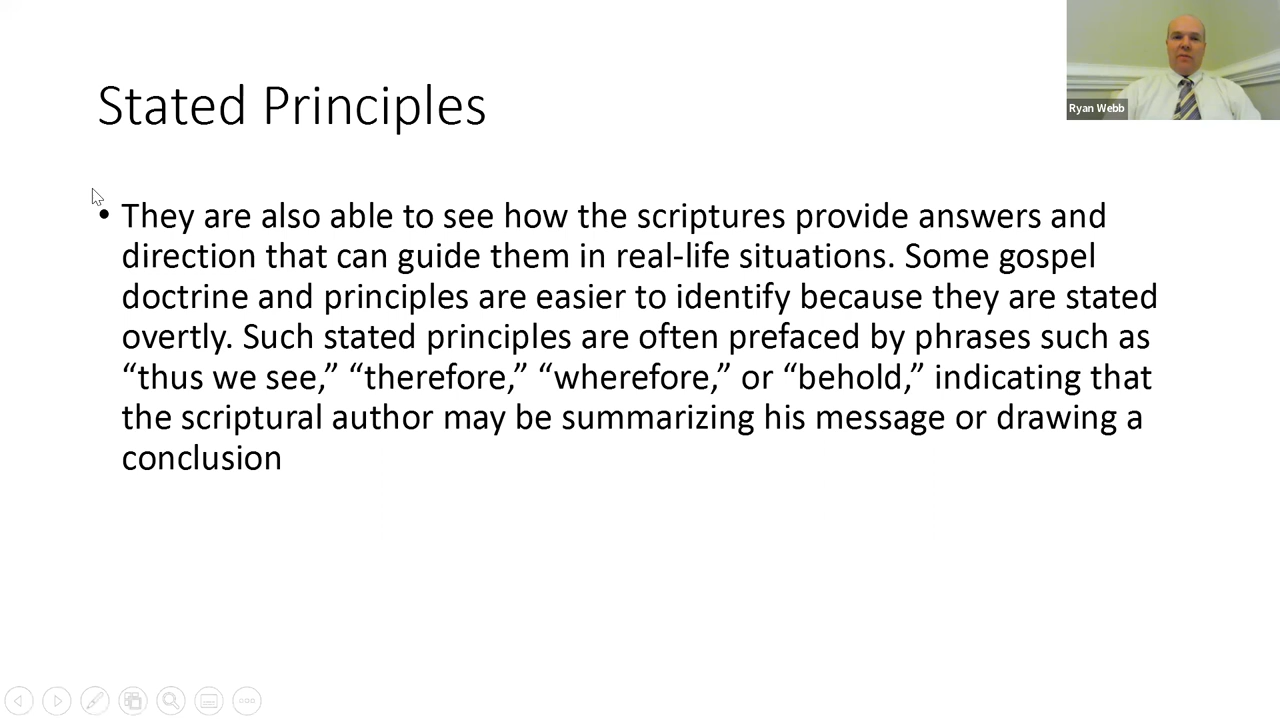 Stated Principles
Ryan Webb
• They are also able to see how the scriptures provide answers and
direction that can guide them in real-life situations. Some gospel
doctrine and principles are easier to identify because they are stated
overtly. Such stated principles are often prefaced by phrases such as
“thus we see,” “therefore,” “wherefore,” or “behold,” indicating that
the scriptural author may be summarizing his message or drawing a
conclusion